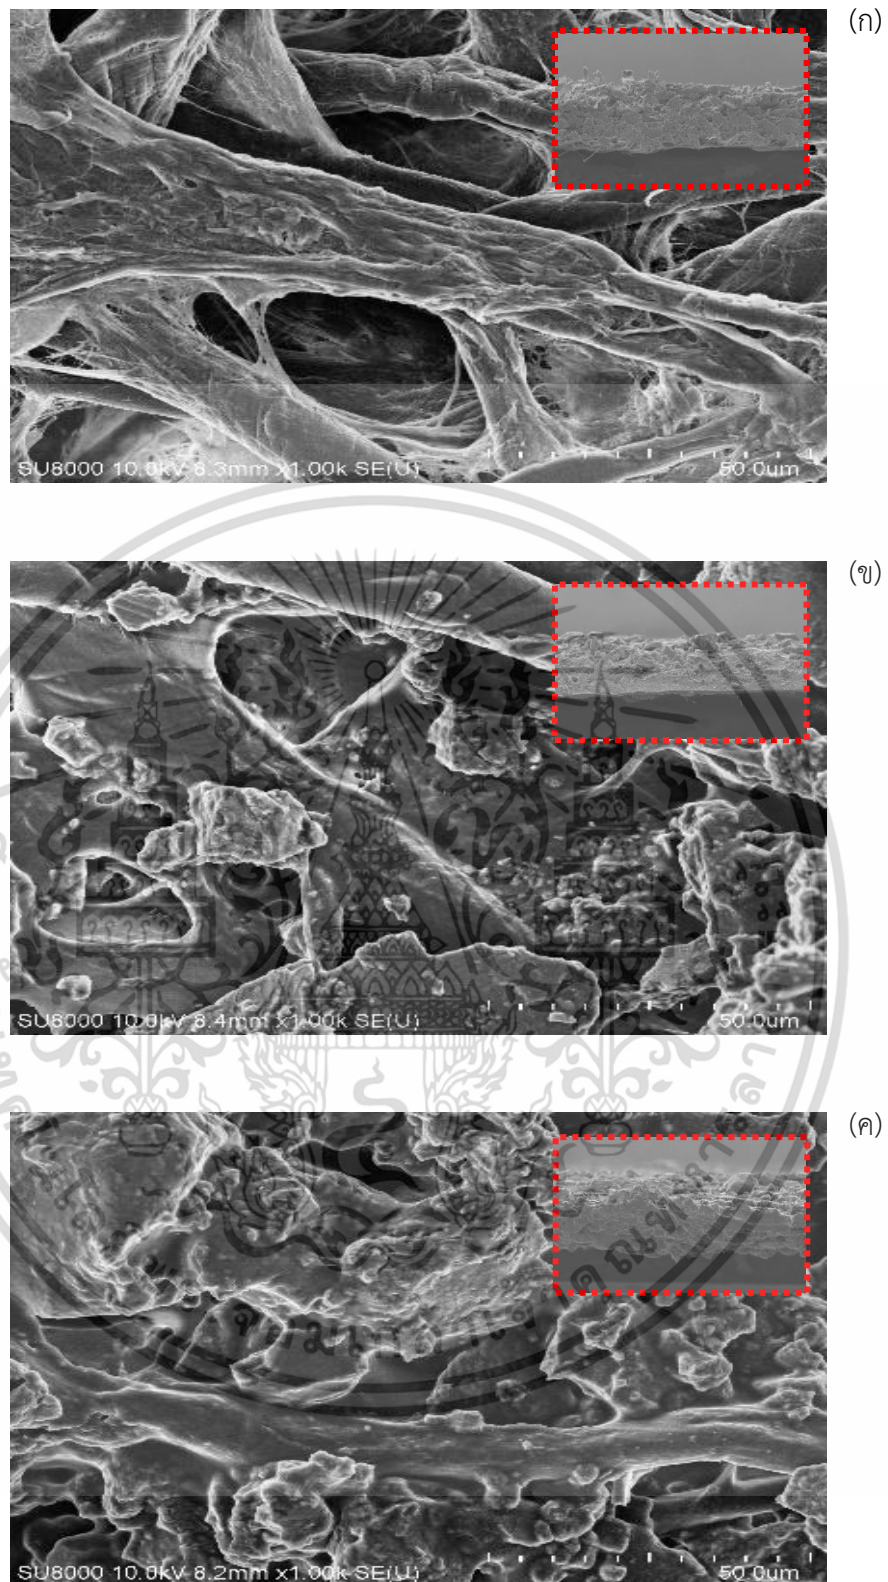 (ก)
SU8000 10.0kV 8.3mm x1.00k SE(U) 50.0um
(ข)
SU8000 10.0kV 8.4mm x1.00k SE(U) 50.0um
(ค)
SU8000 10.0kV 8.2mm x1.00k SE(U) 50.0um